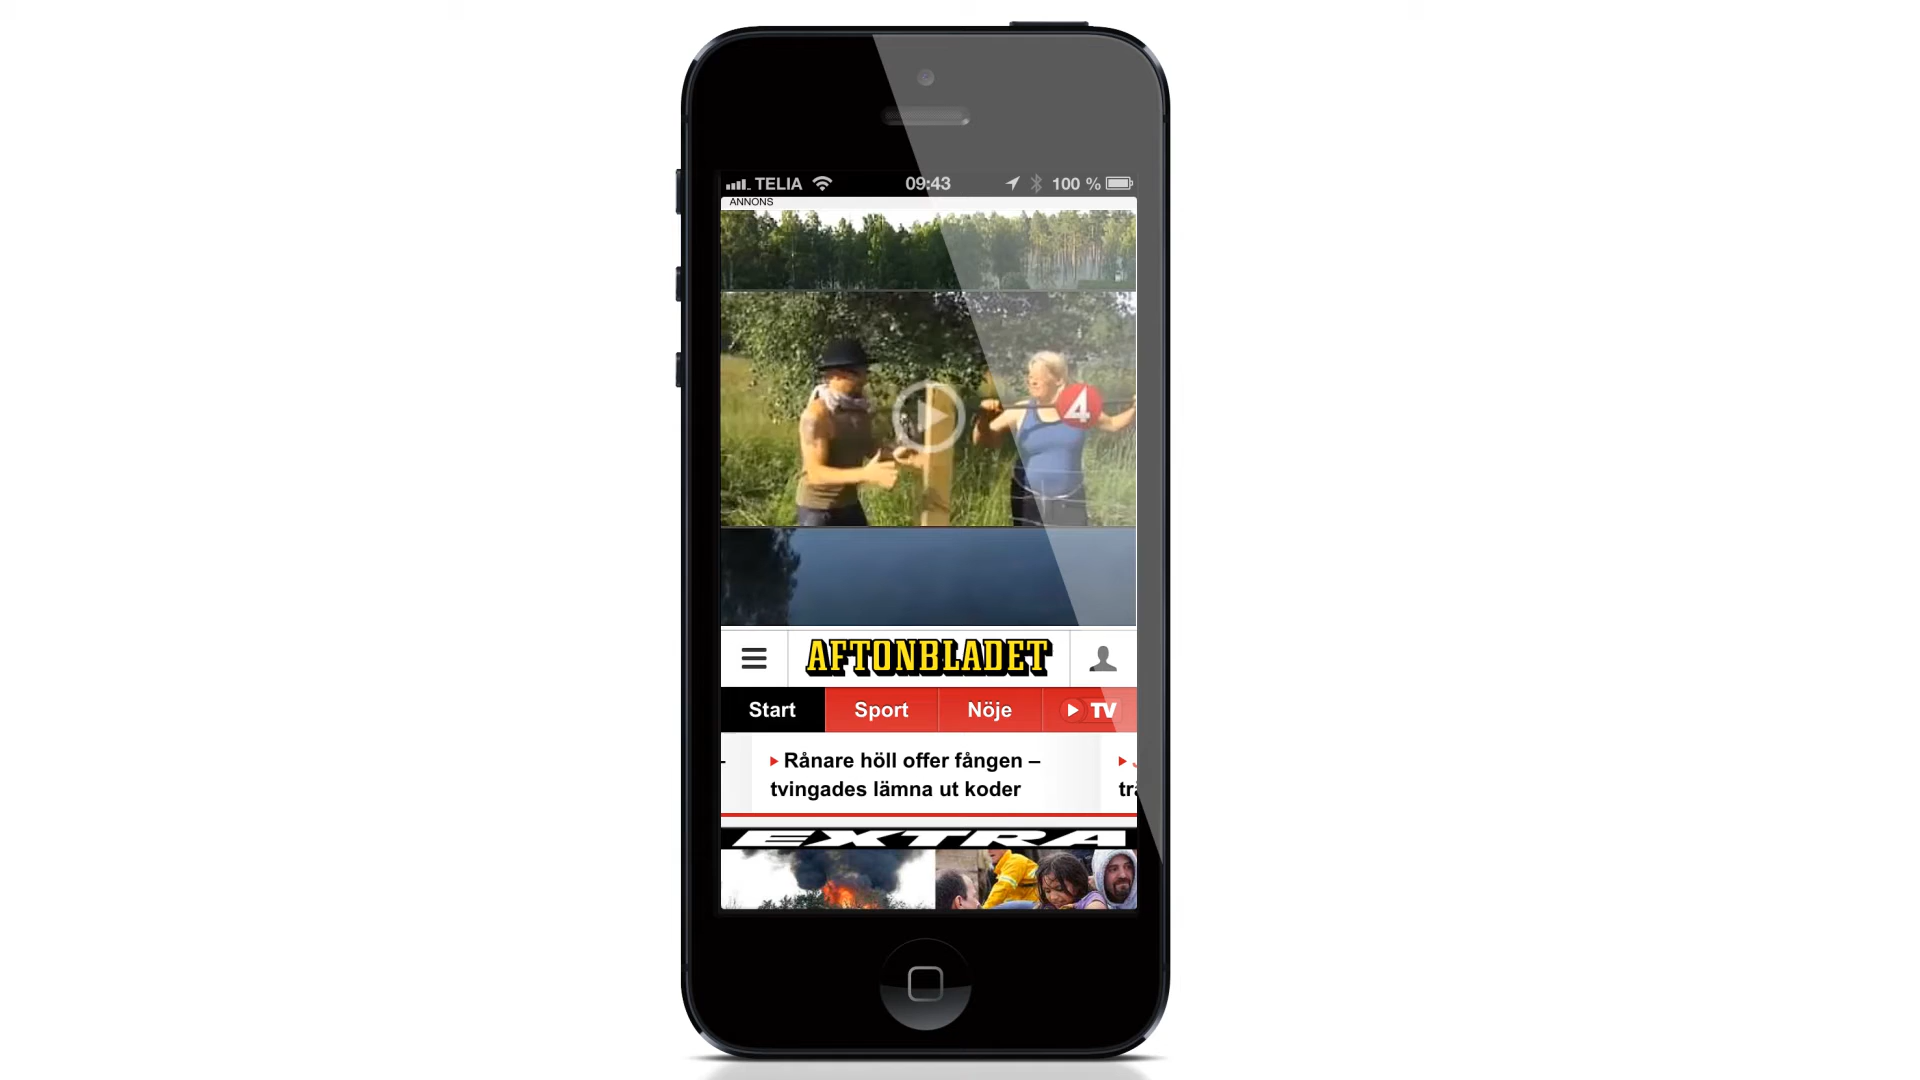 TELIA 09:43 100 %
ANNONS
4
AFTONBLADET
Start Sport Nöje TV
Rånare höll offer fången –
tvingades lämna ut koder
EXTRA